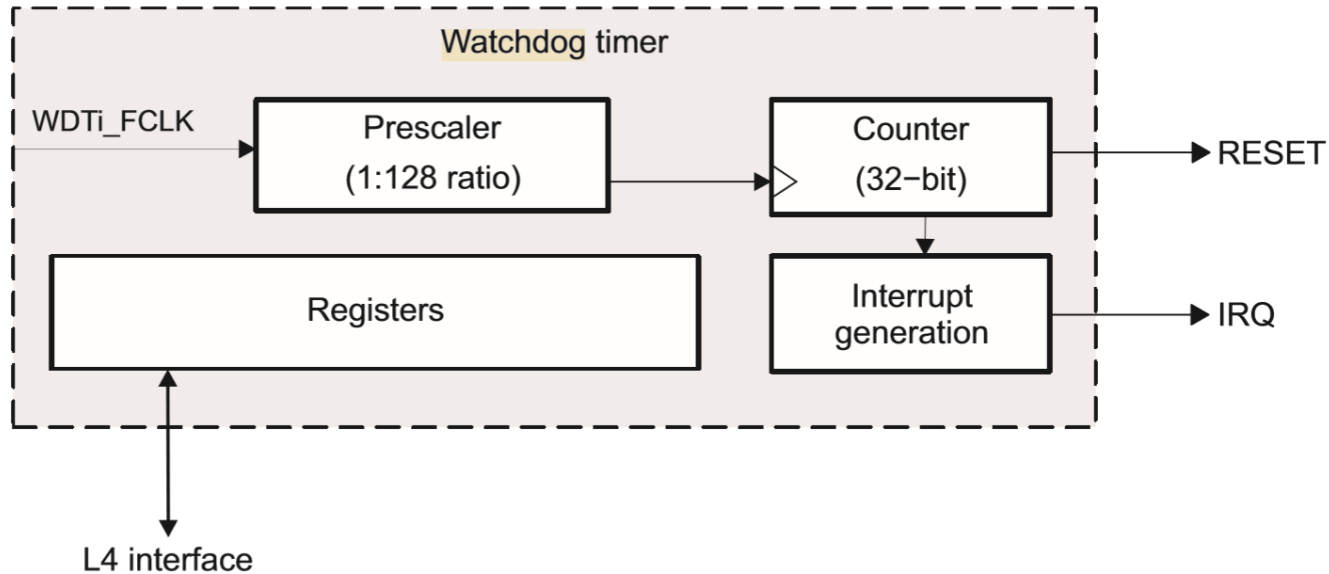 Watchdog timer
WDTi_FCLK
Prescaler
(1:128 ratio)
Counter
(32−bit)
RESET
Registers
Interrupt
generation
IRQ
L4 interface